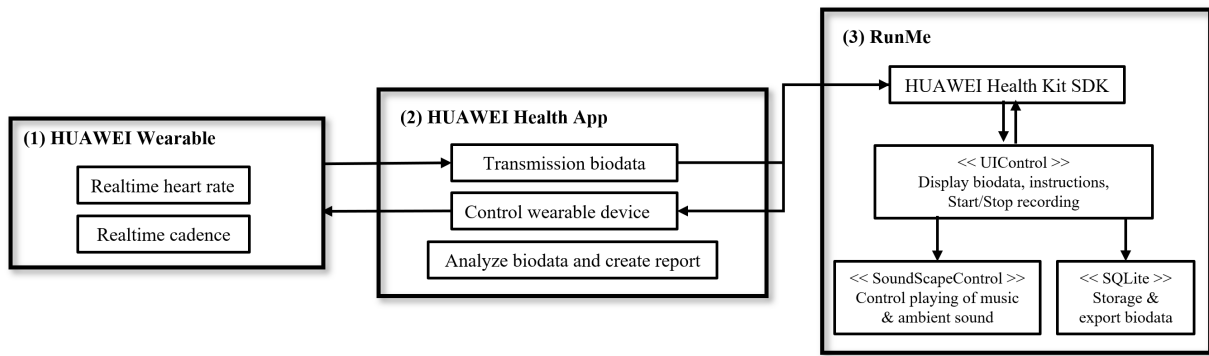 (1) HUAWEI Wearable
Realtime heart rate
Realtime cadence
(2) HUAWEI Health App
Transmission biodata
Control wearable device
Analyze biodata and create report
(3) RunMe
HUAWEI Health Kit SDK
<< UIControl >>
Display biodata, instructions,
Start/Stop recording
<< SoundScapeControl >>
Control playing of music
& ambient sound
<< SQLite >>
Storage &
export biodata